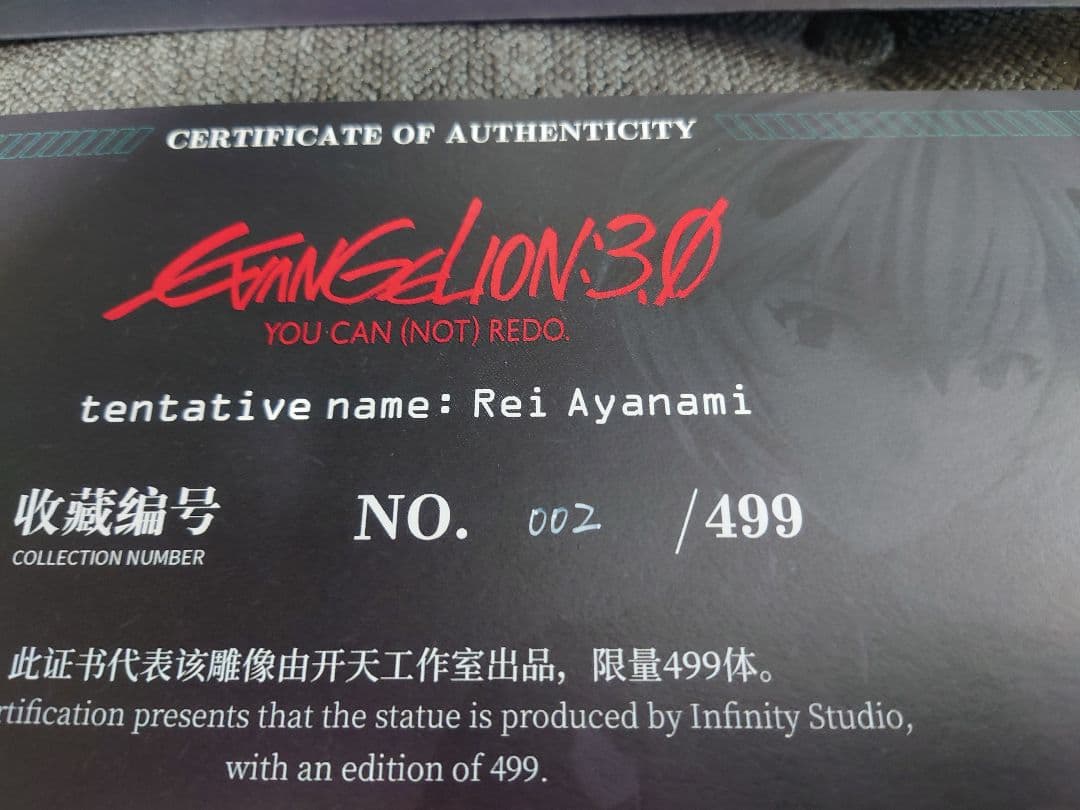 CERTIFICATE OF AUTHENTICITY
EVANGELION:3.0
YOU CAN (NOT) REDO.
tentative name: Rei Ayanami
收藏编号 NO. 002 /499
COLLECTION NUMBER
此证书代表该雕像由开天工作室出品，限量499体。
presents that the statue is produced by Infinity Studio,
with an edition of 499.